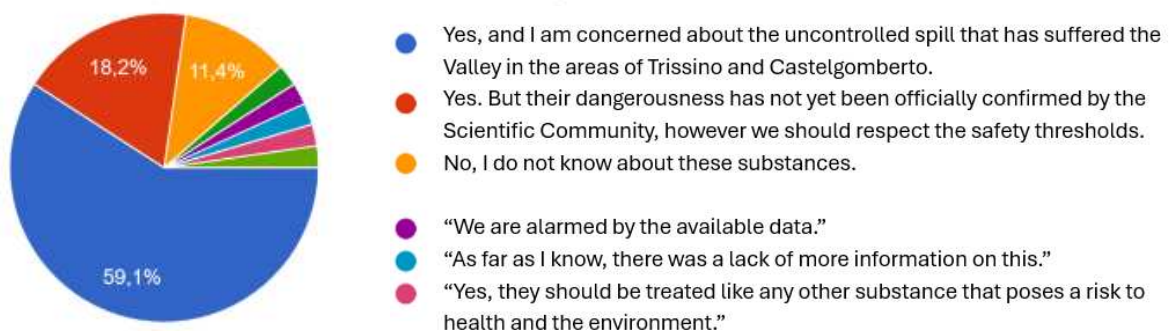 18,2%
11,4%
59,1%
Yes, and I am concerned about the uncontrolled spill that has suffered the
Valley in the areas of Trissino and Castelgomberto.
Yes. But their dangerousness has not yet been officially confirmed by the
Scientific Community, however we should respect the safety thresholds.
No, I do not know about these substances.
“We are alarmed by the available data.”
“As far as I know, there was a lack of more information on this.”
“Yes, they should be treated like any other substance that poses a risk to
health and the environment.”